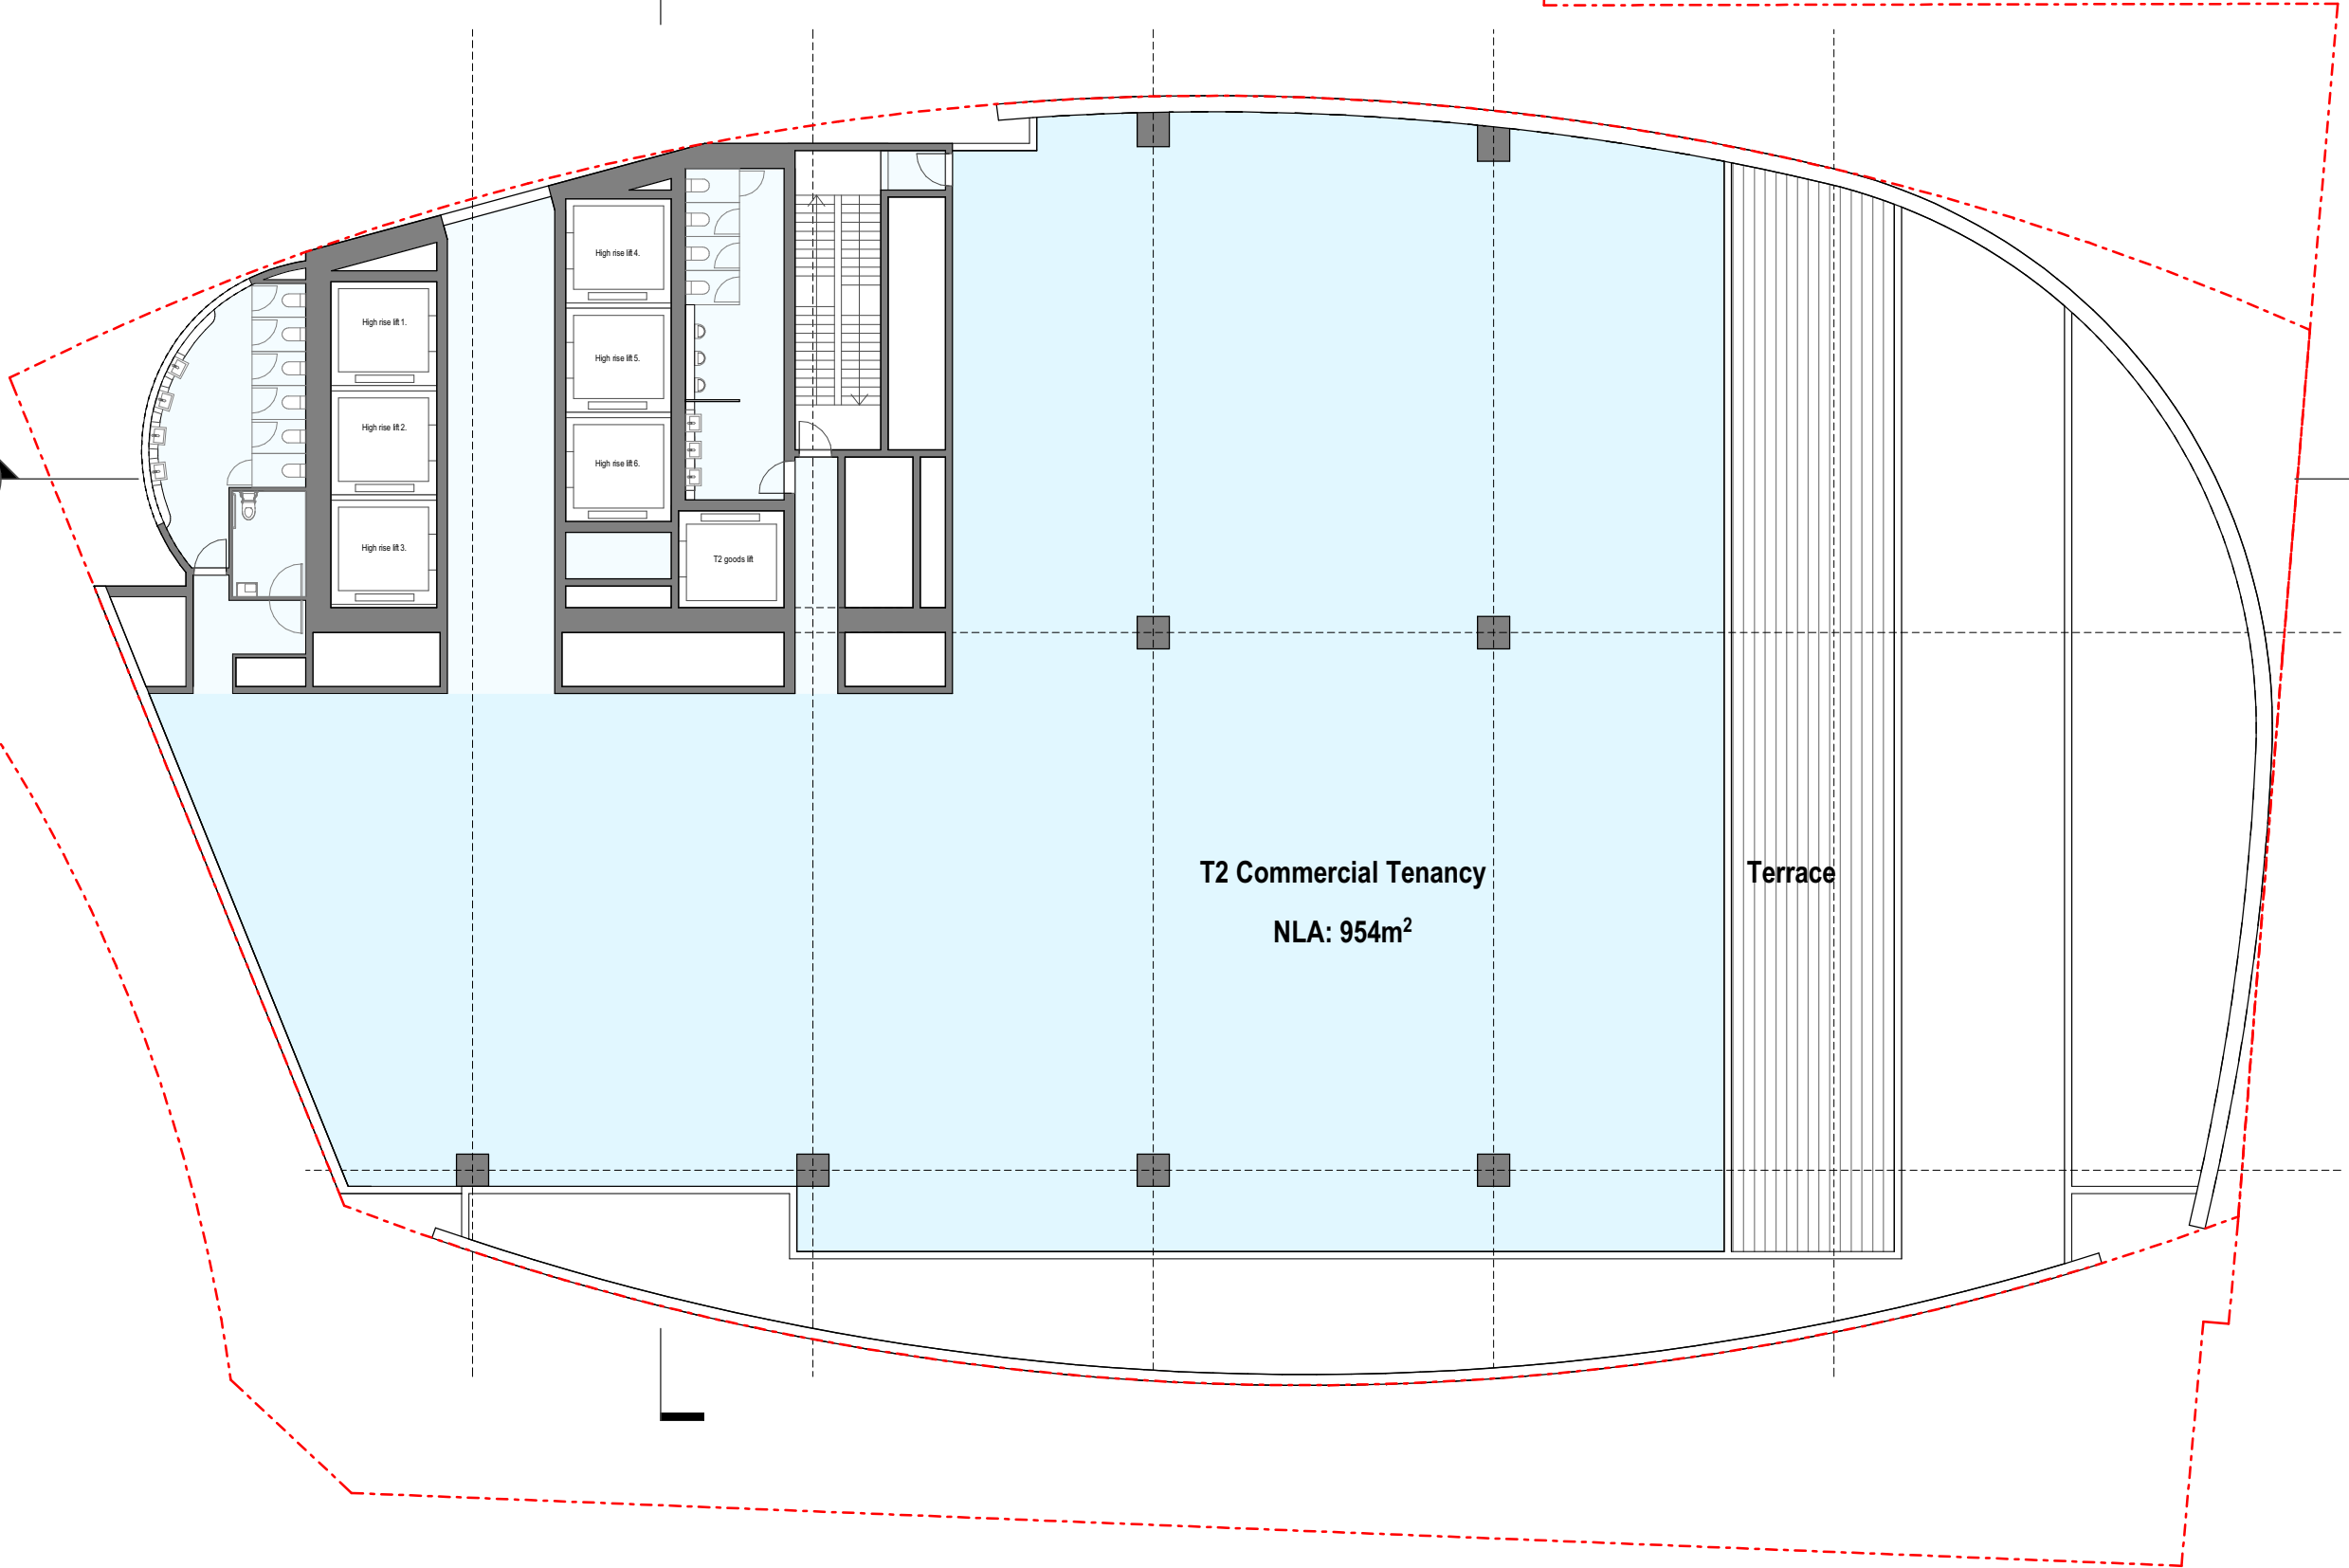 High rise lift 4.
High rise lift 1.
High rise lift 5.
High rise lift 2.
High rise lift 6.
High rise lift 3.
T2 goods lift
T2 Commercial Tenancy
Terrace
NLA: 954m²